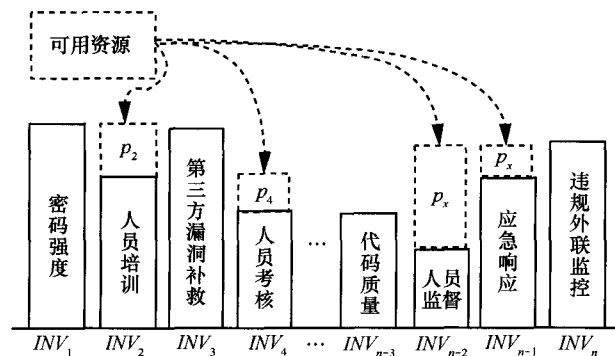 可用资源
p₂
p₄
pₓ
pₓ
密码强度
人员培训
第三方漏洞补救
人员考核
…
代码质量
人员
监督
应急响应
违规外联监控
INV₁ INV₂ INV₃ INV₄ … INVₙ₋₃ INVₙ₋₂ INVₙ₋₁ INVₙ